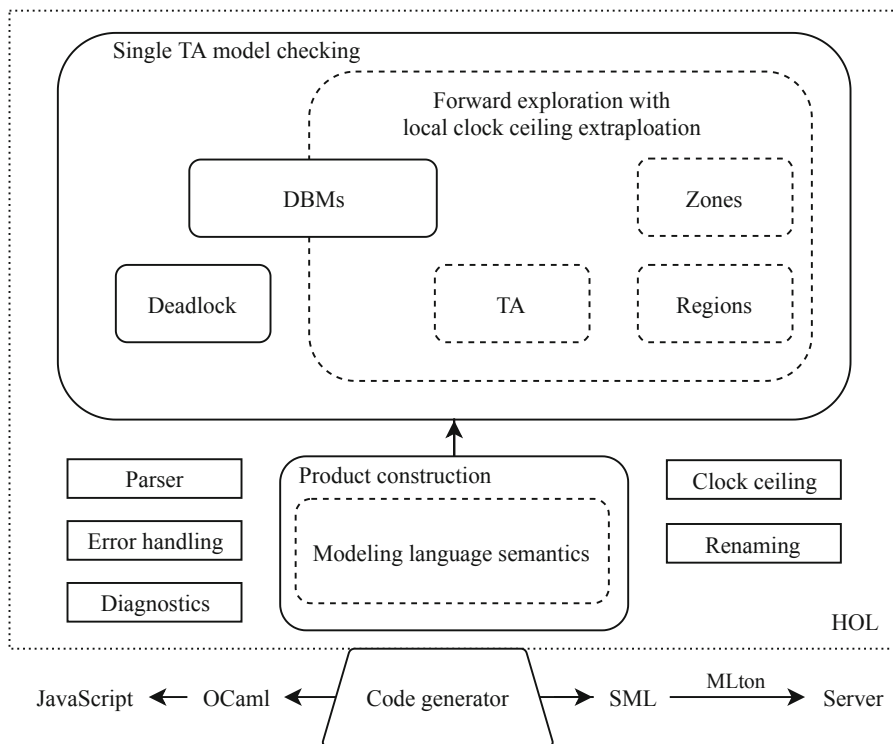 Single TA model checking
Forward exploration with
local clock ceiling extraploation
DBMs
Zones
Deadlock
TA
Regions
Parser
Product construction
Clock ceiling
Error handling
Modeling language semantics
Renaming
Diagnostics
HOL
JavaScript
OCaml
Code generator
SML
MLton
Server